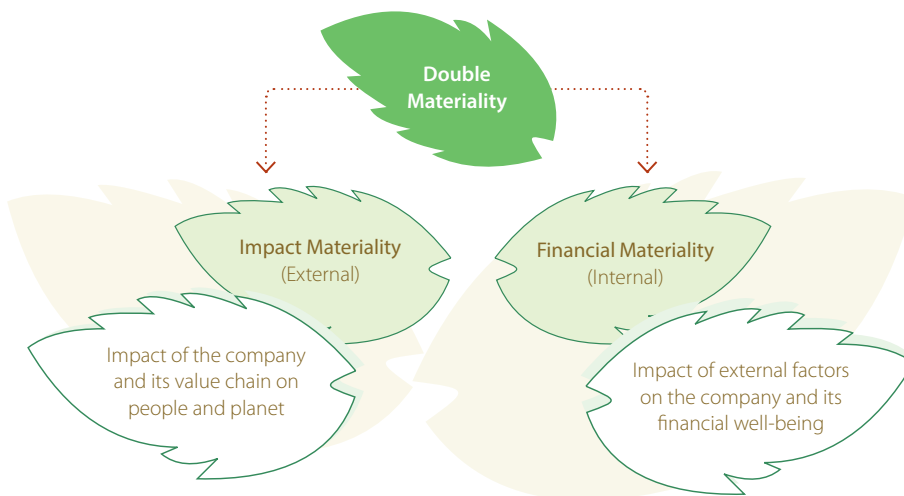 Double
Materiality
Impact Materiality
(External)
Financial Materiality
(Internal)
Impact of the company
and its value chain on
people and planet
Impact of external factors
on the company and its
financial well-being